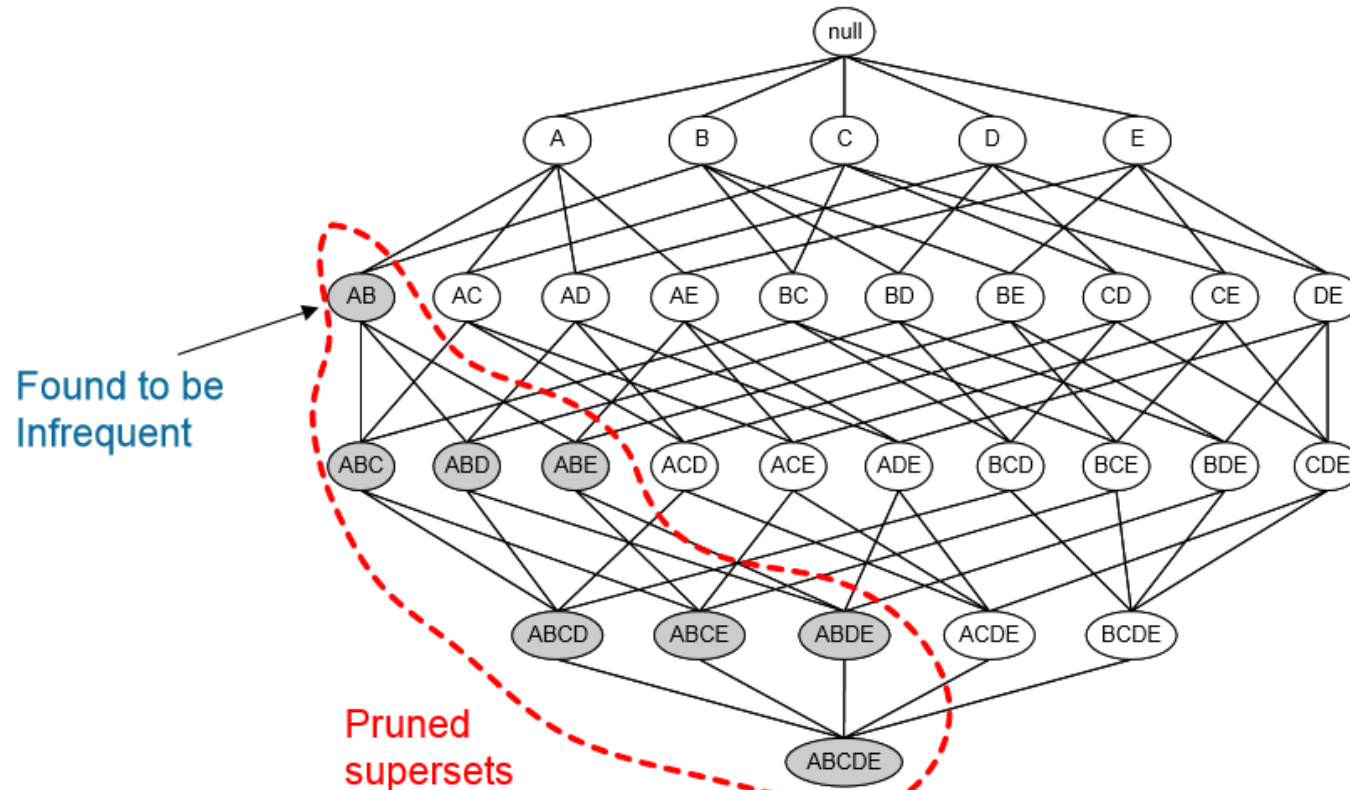 null
A B C D E
AB AC AD AE BC BD BE CD CE DE
Found to be
Infrequent
ABC ABD ABE ACD ACE ADE BCD BCE BDE CDE
ABCD ABCE ABDE ACDE BCDE
Pruned
supersets
ABCDE